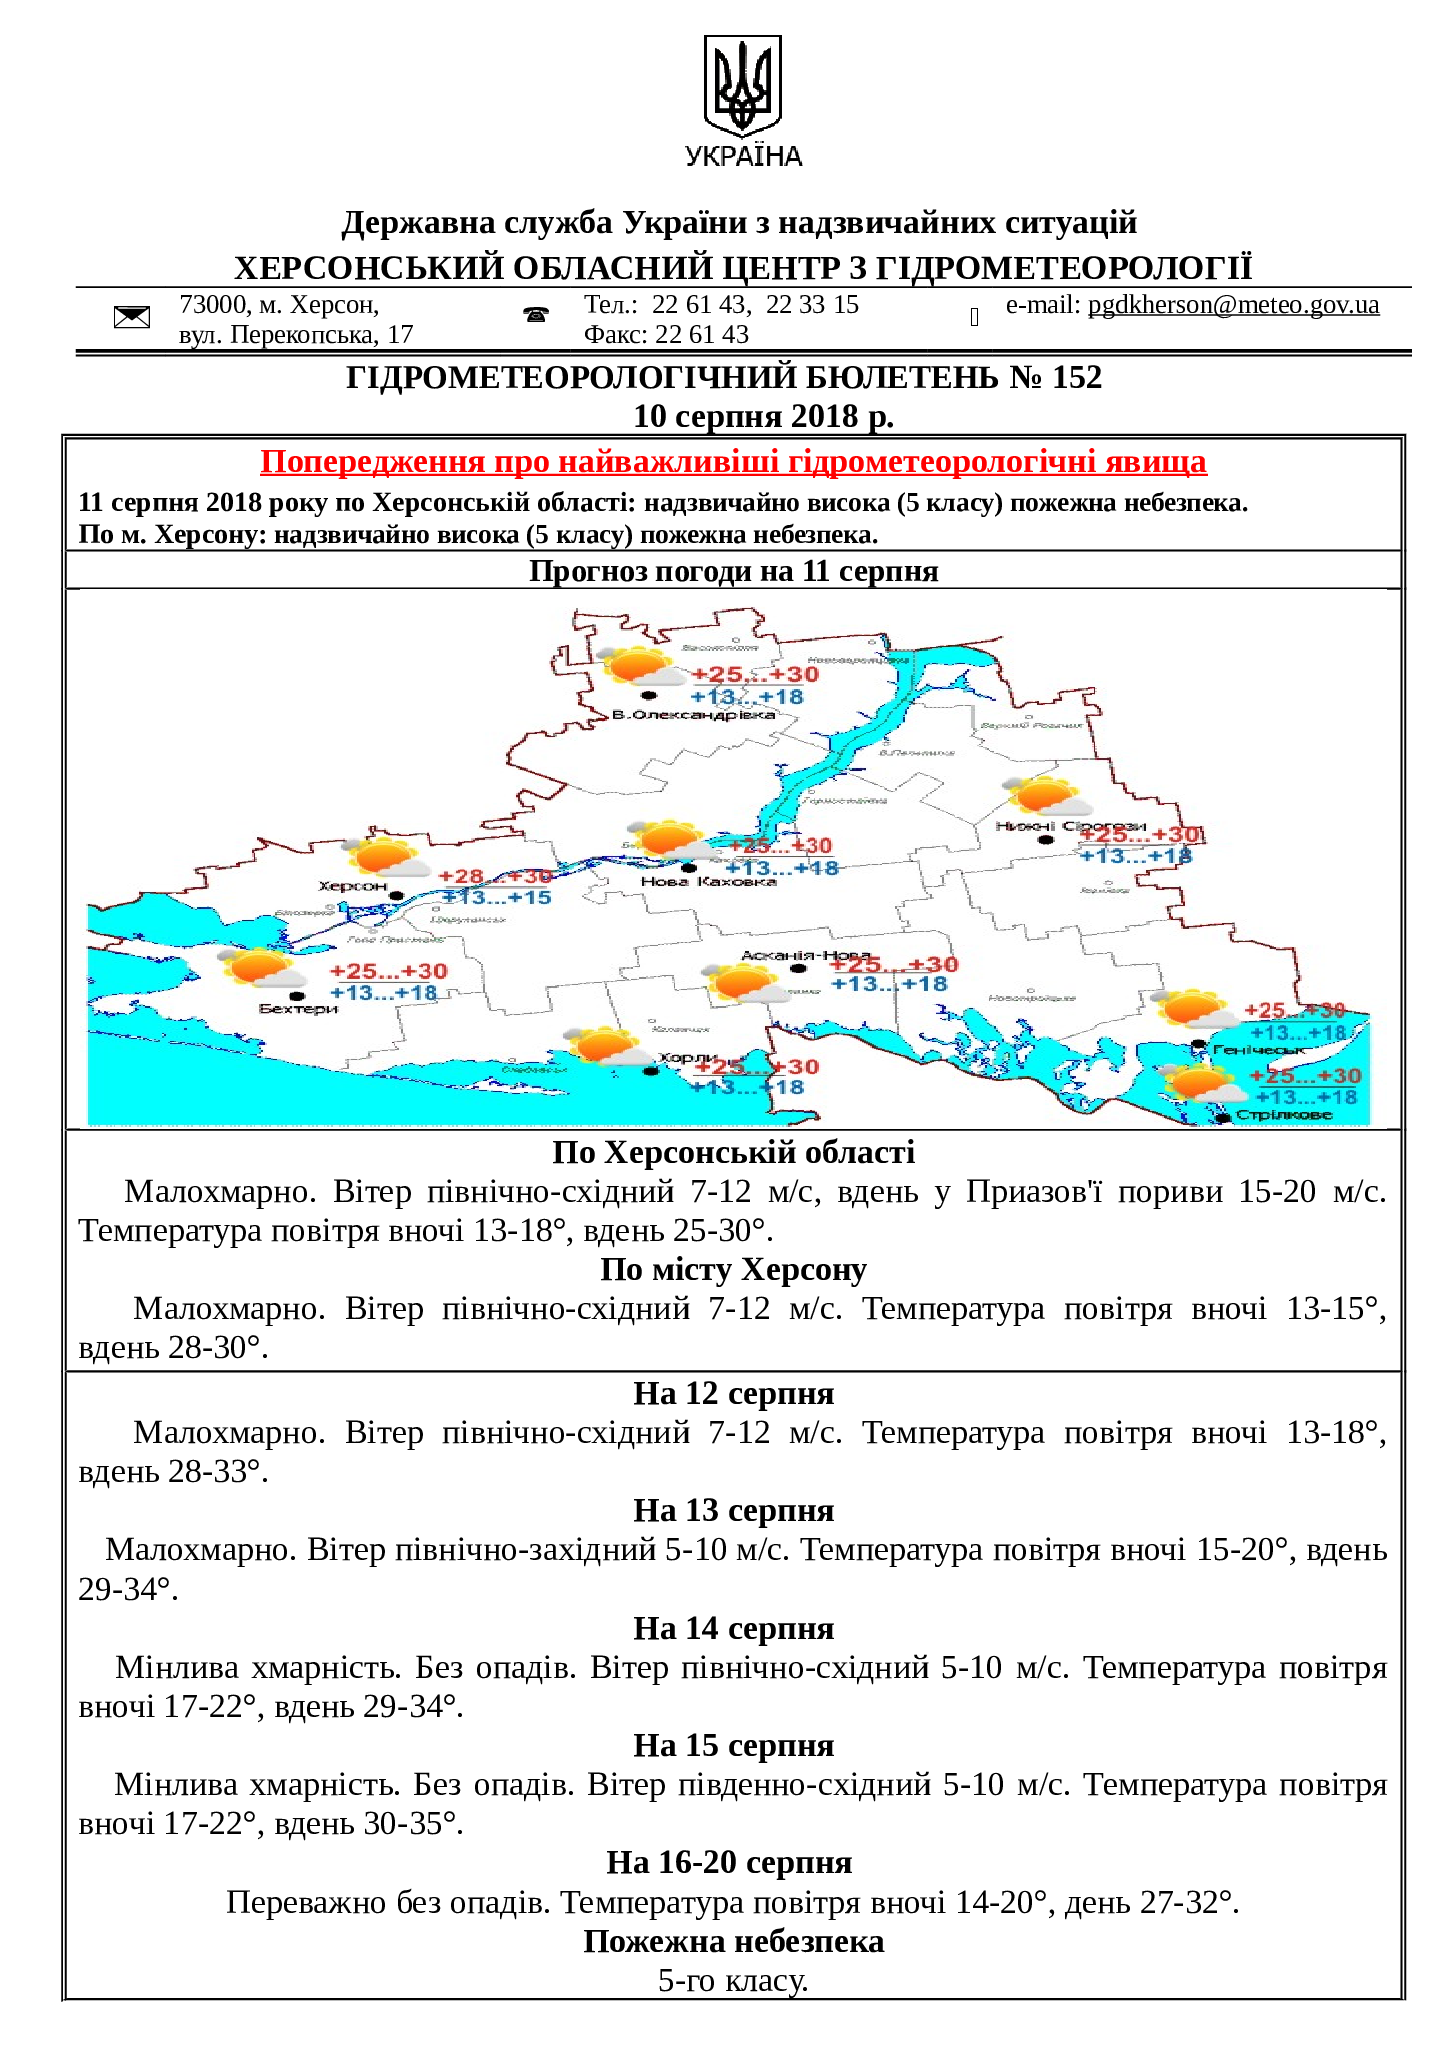 УКРАЇНА
Державна служба України з надзвичайних ситуацій
ХЕРСОНСЬКИЙ ОБЛАСНИЙ ЦЕНТР З ГІДРОМЕТЕОРОЛОГІЇ
73000, м. Херсон,
вул. Перекопська, 17
Тел.: 22 61 43, 22 33 15
Факс: 22 61 43
e-mail: pgdkherson@meteo.gov.ua
ГІДРОМЕТЕОРОЛОГІЧНИЙ БЮЛЕТЕНЬ № 152
10 серпня 2018 р.
Попередження про найважливіші гідрометеорологічні явища
11 серпня 2018 року по Херсонській області: надзвичайно висока (5 класу) пожежна небезпека.
По м. Херсону: надзвичайно висока (5 класу) пожежна небезпека.
Прогноз погоди на 11 серпня
+25...+30
+13...+18
В.Олександрівка
Нижні Сірогози
+25...+30
+13...+18
+25...+30
+13...+18
Нова Каховка
Херсон
+28...+30
+13...+15
Асканія-Нова
+25...+30
+13...+18
+25...+30
+13...+18
Бехтери
+25...+30
+13...+18
Генічеськ
Хорли
+25...+30
+13...+18
+25...+30
+13...+18
Стрілкове
По Херсонській області
Малохмарно. Вітер північно-східний 7-12 м/с, вдень у Приазов'ї пориви 15-20 м/с.
Температура повітря вночі 13-18°, вдень 25-30°.
По місту Херсону
Малохмарно. Вітер північно-східний 7-12 м/с. Температура повітря вночі 13-15°,
вдень 28-30°.
На 12 серпня
Малохмарно. Вітер північно-східний 7-12 м/с. Температура повітря вночі 13-18°,
вдень 28-33°.
На 13 серпня
Малохмарно. Вітер північно-західний 5-10 м/с. Температура повітря вночі 15-20°, вдень
29-34°.
На 14 серпня
Мінлива хмарність. Без опадів. Вітер північно-східний 5-10 м/с. Температура повітря
вночі 17-22°, вдень 29-34°.
На 15 серпня
Мінлива хмарність. Без опадів. Вітер південно-східний 5-10 м/с. Температура повітря
вночі 17-22°, вдень 30-35°.
На 16-20 серпня
Переважно без опадів. Температура повітря вночі 14-20°, день 27-32°.
Пожежна небезпека
5-го класу.